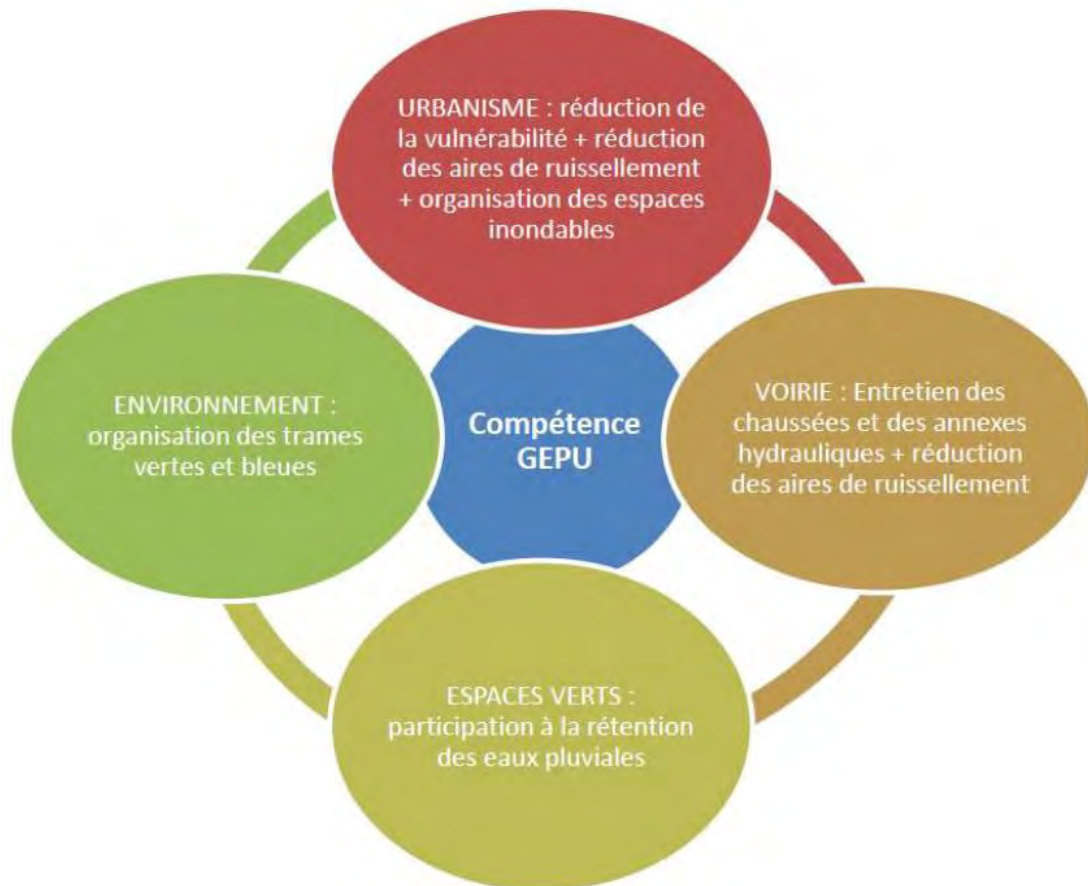 URBANISME : réduction de
la vulnérabilité + réduction
des aires de ruissellement
+ organisation des espaces
inondables
ENVIRONNEMENT :
organisation des trames
vertes et bleues
Compétence
GEPU
VOIRIE : Entretien des
chaussées et des annexes
hydrauliques + réduction
des aires de ruissellement
ESPACES VERTS :
participation à la rétention
des eaux pluviales